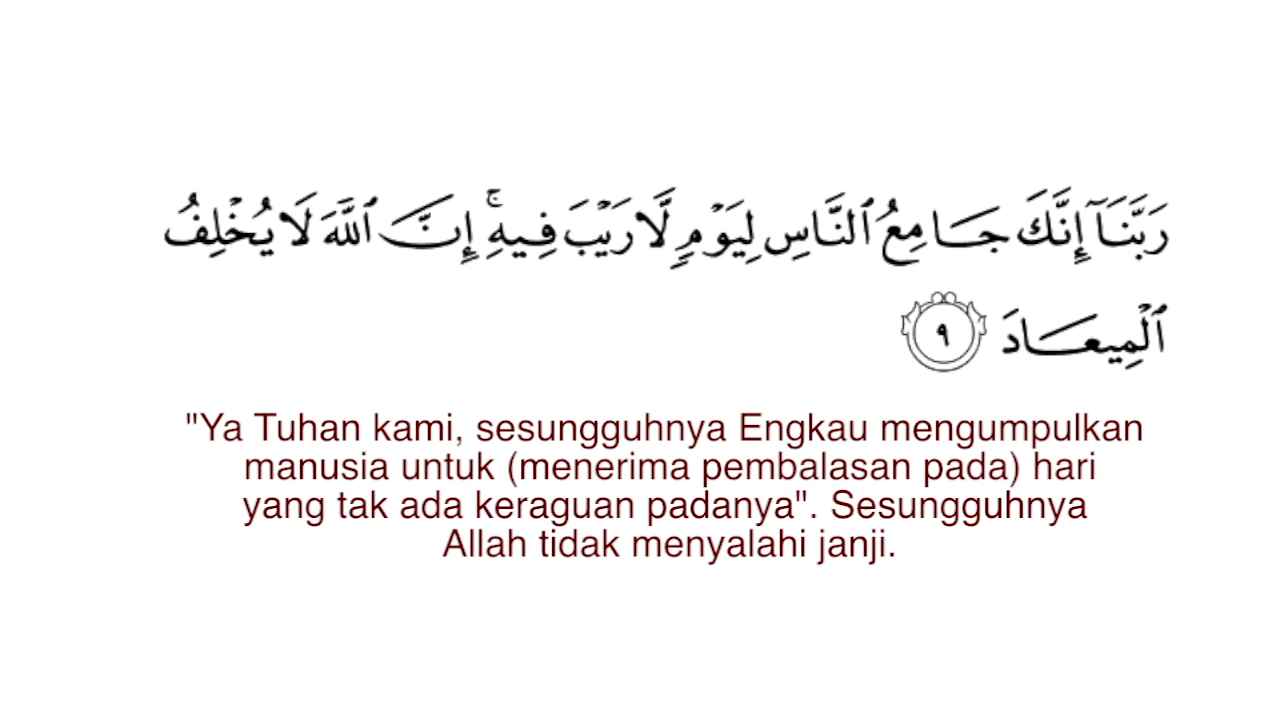 رَبَّنَآ إِنَّكَ جَامِعُ ٱلنَّاسِ لِيَوْمٍ لَّا رَيْبَ فِيهِ ۚ إِنَّ ٱللَّهَ لَا يُخْلِفُ
ٱلْمِيعَادَ ٩
"Ya Tuhan kami, sesungguhnya Engkau mengumpulkan
manusia untuk (menerima pembalasan pada) hari
yang tak ada keraguan padanya". Sesungguhnya
Allah tidak menyalahi janji.